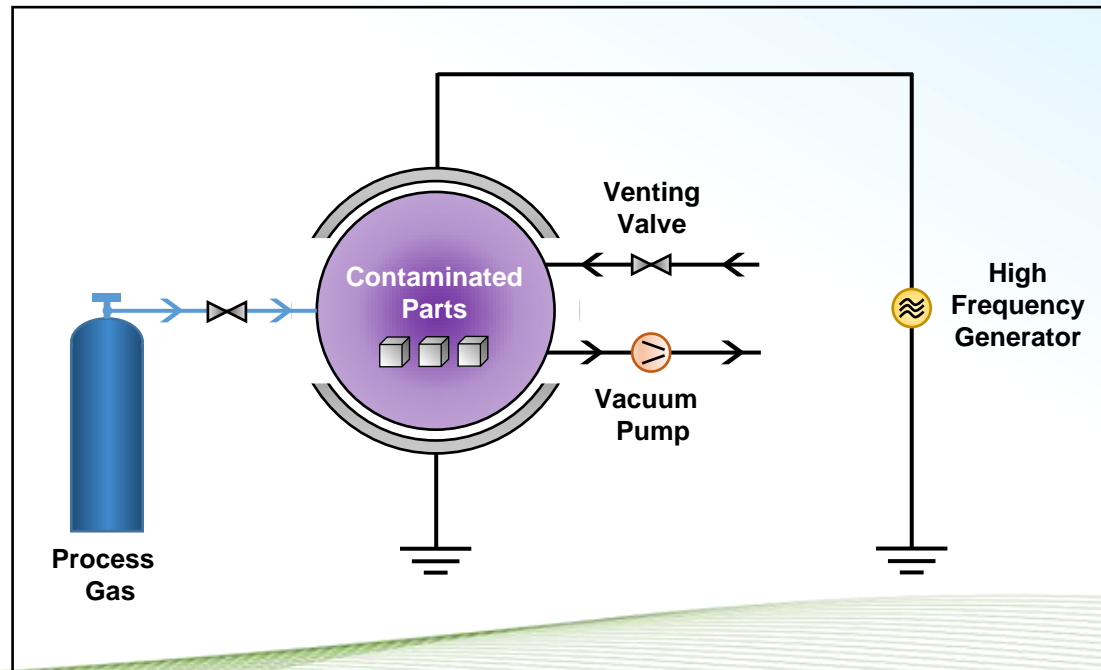 Venting
Valve
Contaminated
Parts
High
Frequency
Generator
Vacuum
Pump
Process
Gas